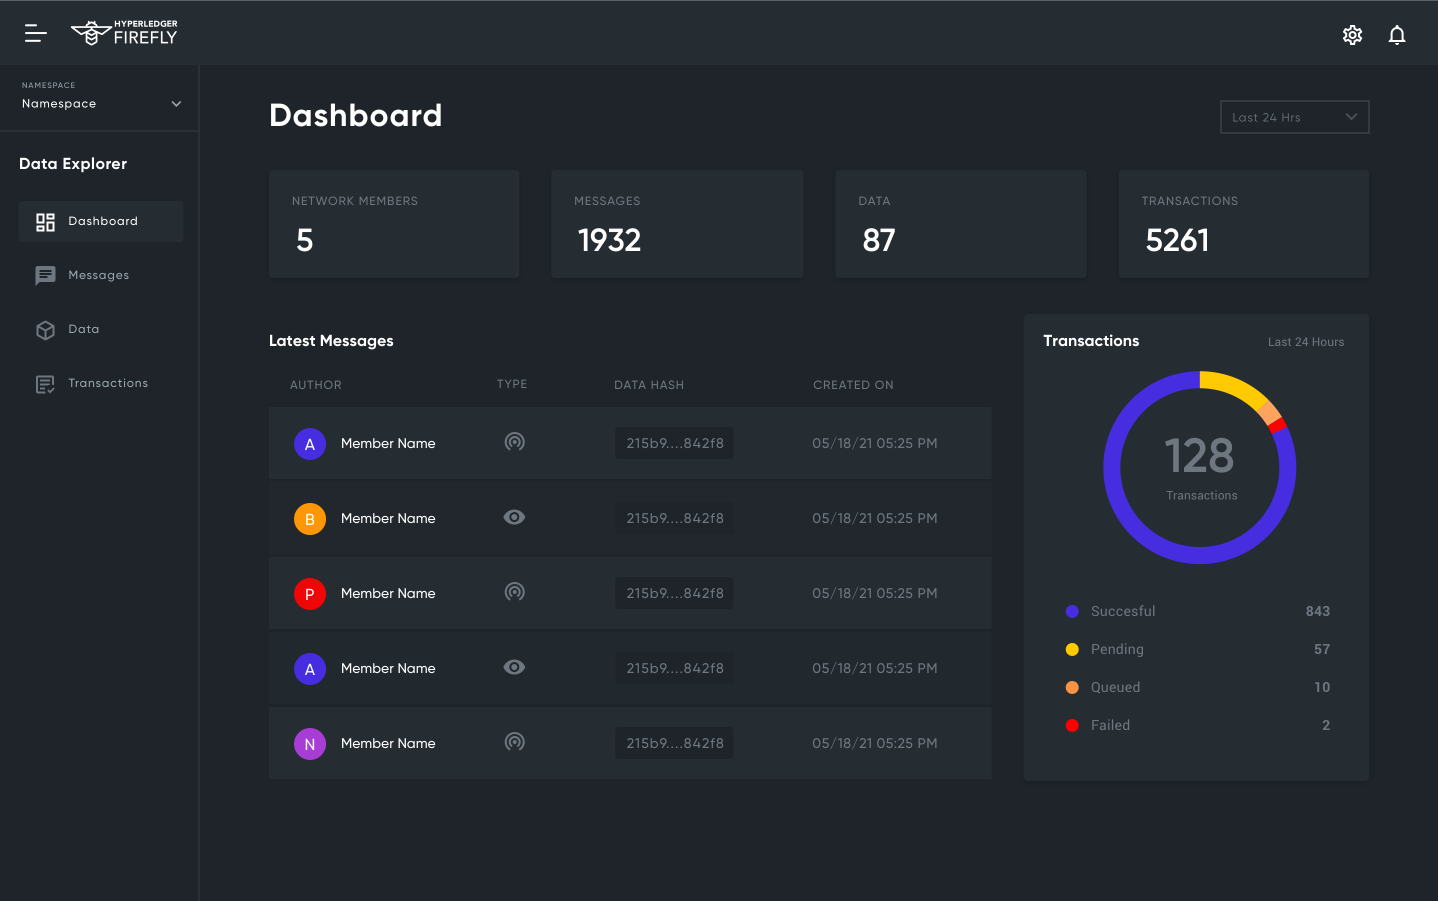 HYPERLEDGER
FIREFLY
NAMESPACE
Namespace
Data Explorer
Dashboard
Messages
Data
Transactions
Dashboard
Last 24 Hrs
NETWORK MEMBERS
5
MESSAGES
1932
DATA
87
TRANSACTIONS
5261
Latest Messages
AUTHOR TYPE DATA HASH CREATED ON
A Member Name 215b9....842f8 05/18/21 05:25 PM
B Member Name 215b9....842f8 05/18/21 05:25 PM
P Member Name 215b9....842f8 05/18/21 05:25 PM
A Member Name 215b9....842f8 05/18/21 05:25 PM
N Member Name 215b9....842f8 05/18/21 05:25 PM
Transactions Last 24 Hours
128
Transactions
Succesful 843
Pending 57
Queued 10
Failed 2